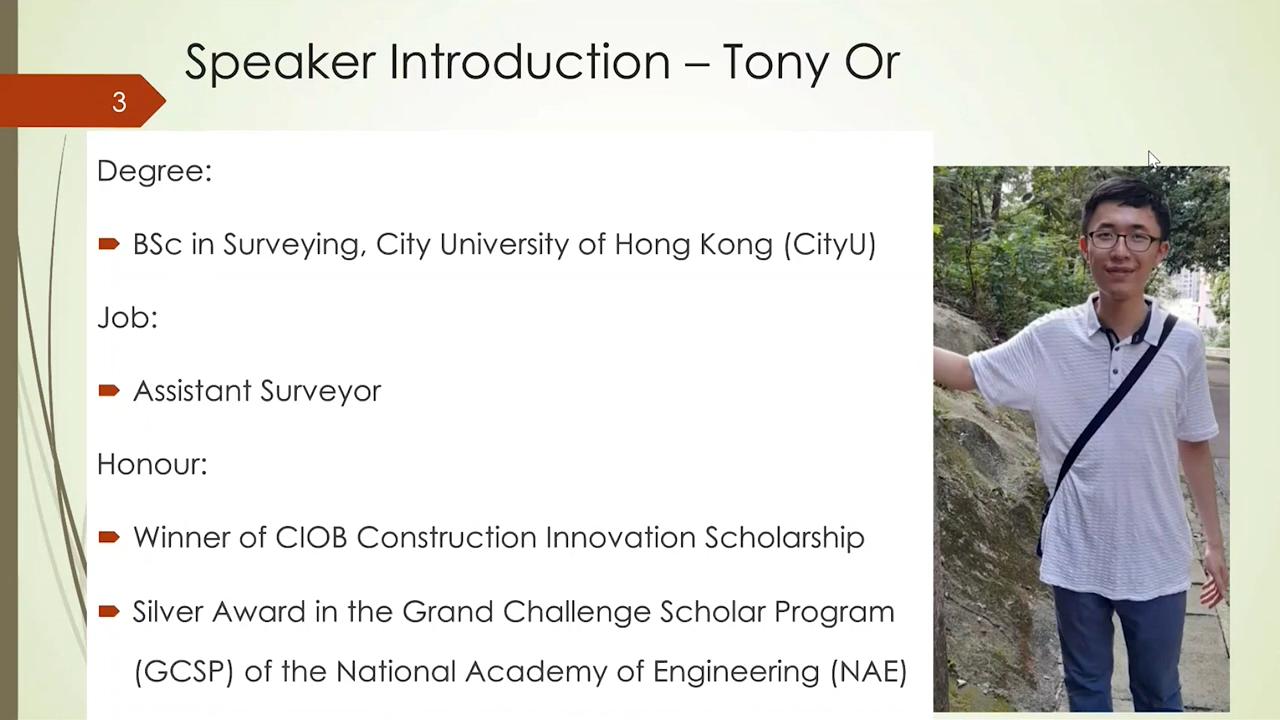 Speaker Introduction – Tony Or
3
Degree:
BSc in Surveying, City University of Hong Kong (CityU)
Job:
Assistant Surveyor
Honour:
Winner of CIOB Construction Innovation Scholarship
Silver Award in the Grand Challenge Scholar Program
(GCSP) of the National Academy of Engineering (NAE)